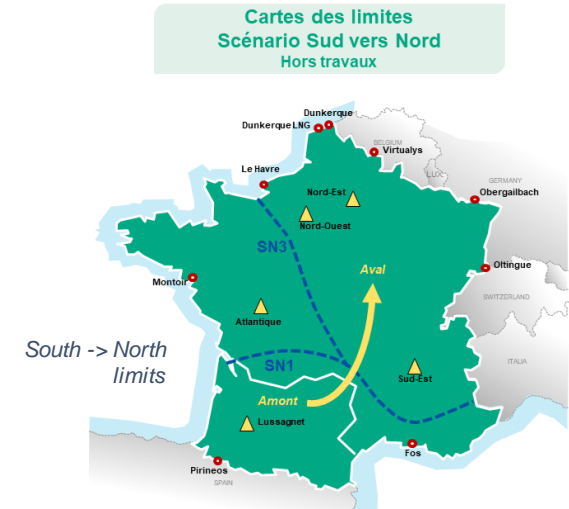 Cartes des limites
Scénario Sud vers Nord
Hors travaux
Dunkerque
Dunkerque LNG
BELGIUM
Virtualys
LUX
Le Havre
GERMANY
Nord-Est
Obergailbach
Nord-Ouest
SN3
Aval
Oltingue
Montoir
SWITZERLAND
Atlantique
South -> North
limits
ITALIA
SN1
Sud-Est
Amont
Lussagnet
Fos
Pirineos
SPAIN